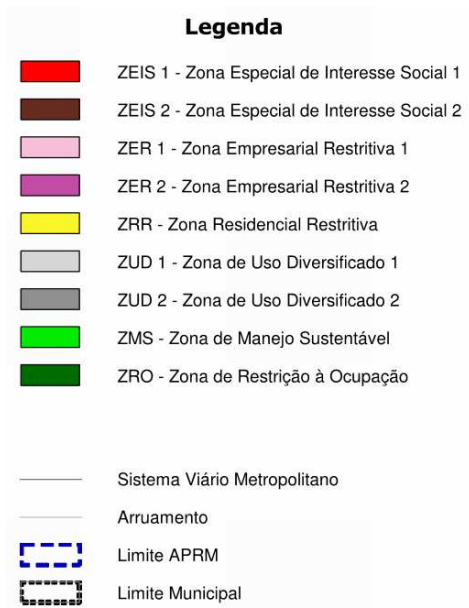 Legenda
ZEIS 1 - Zona Especial de Interesse Social 1
ZEIS 2 - Zona Especial de Interesse Social 2
ZER 1 - Zona Empresarial Restritiva 1
ZER 2 - Zona Empresarial Restritiva 2
ZRR - Zona Residencial Restritiva
ZUD 1 - Zona de Uso Diversificado 1
ZUD 2 - Zona de Uso Diversificado 2
ZMS - Zona de Manejo Sustentável
ZRO - Zona de Restrição à Ocupação
Sistema Viário Metropolitano
Arruamento
Limite APRM
Limite Municipal